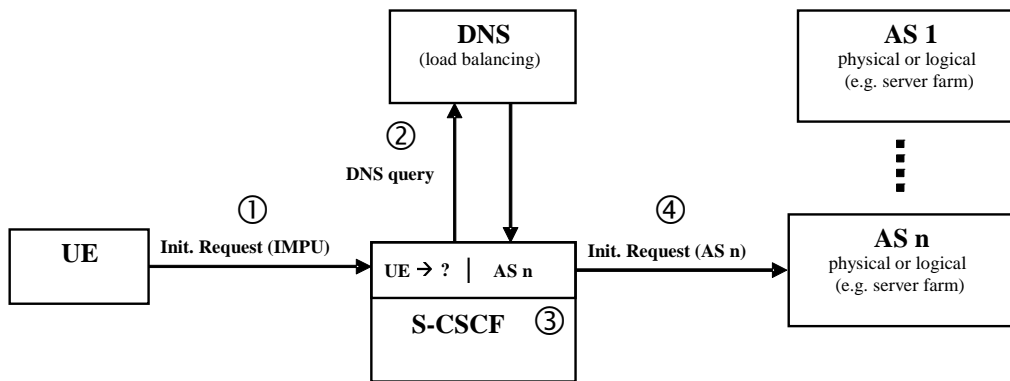 DNS
(load balancing)
AS 1
physical or logical
(e.g. server farm)
②
DNS query
①
Init. Request (IMPU)
④
Init. Request (AS n)
UE
UE → ? | AS n
S-CSCF
③
AS n
physical or logical
(e.g. server farm)